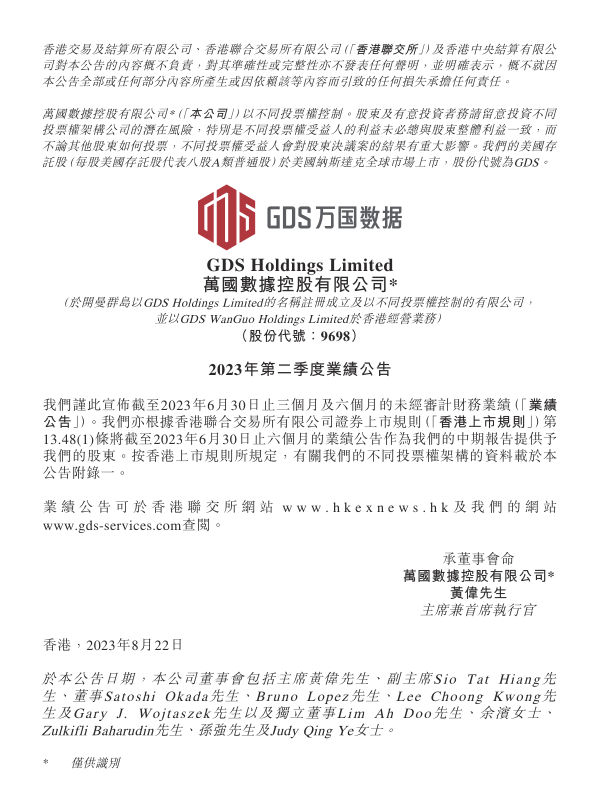 香港交易及結算所有限公司、香港聯合交易所有限公司(「香港聯交所」)及香港中央結算有限公
司對本公告的內容概不負責，對其準確性或完整性亦不發表任何聲明，並明確表示，概不就因
本公告全部或任何部分內容所產生或因依賴該等內容而引致的任何損失承擔任何責任。
萬國數據控股有限公司*(「本公司」)以不同投票權控制。股東及有意投資者務請留意投資不同
投票權架構公司的潛在風險，特別是不同投票權受益人的利益未必總與股東整體利益一致，而
不論其他股東如何投票，不同投票權受益人會對股東決議案的結果有重大影響。我們的美國存
託股(每股美國存託股代表八股A類普通股)於美國納斯達克全球市場上市，股份代號為GDS。
GDS 万国数据
GDS Holdings Limited
萬國數據控股有限公司*
(於開曼群島以GDS Holdings Limited的名稱註冊成立及以不同投票權控制的有限公司，
並以GDS WanGuo Holdings Limited於香港經營業務)
(股份代號：9698)
2023年第二季度業績公告
我們謹此宣佈截至2023年6月30日止三個月及六個月的未經審計財務業績(「業績
公告」)。我們亦根據香港聯合交易所有限公司證券上市規則(「香港上市規則」)第
13.48(1)條將截至2023年6月30日止六個月的業績公告作為我們的中期報告提供予
我們的股東。按香港上市規則所規定，有關我們的不同投票權架構的資料載於本
公告附錄一。
業績公告可於香港聯交所網站www.hkexnews.hk及我們的網站
www.gds-services.com查閱。
承董事會命
萬國數據控股有限公司*
黃偉先生
主席兼首席執行官
香港，2023年8月22日
於本公告日期，本公司董事會包括主席黃偉先生、副主席Sio Tat Hiang先
生、董事Satoshi Okada先生、Bruno Lopez先生、Lee Choong Kwong先
生及Gary J. Wojtaszek先生以及獨立董事Lim Ah Doo先生、余濱女士、
Zulkifli Baharudin先生、孫強先生及Judy Qing Ye女士。
* 僅供識別